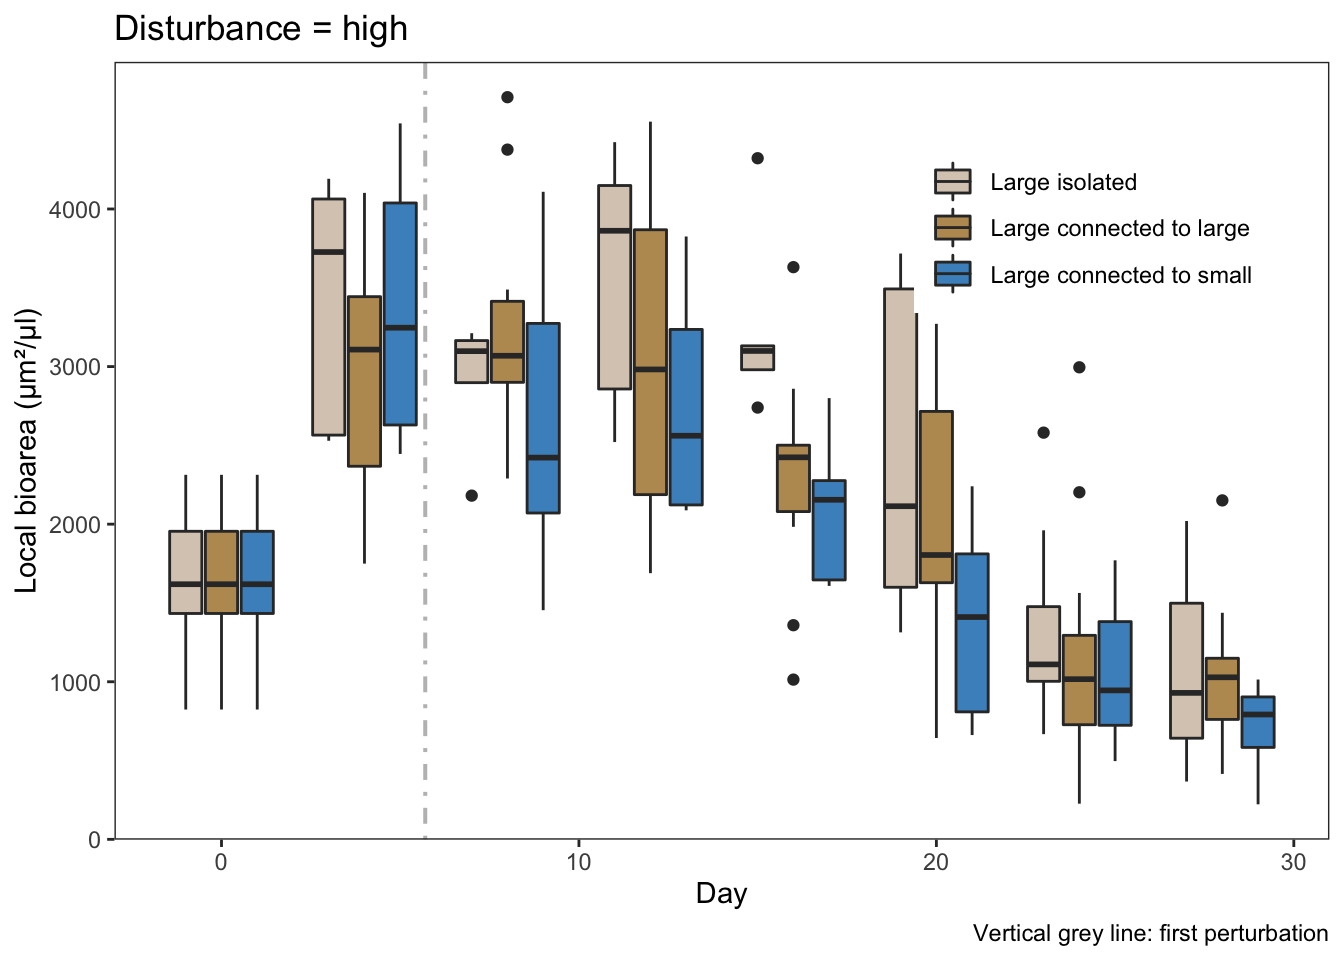 Disturbance = high
Local bioarea (µm²/µl)
4000
3000
2000
1000
0
Large isolated
Large connected to large
Large connected to small
0 10 20 30
Day
Vertical grey line: first perturbation